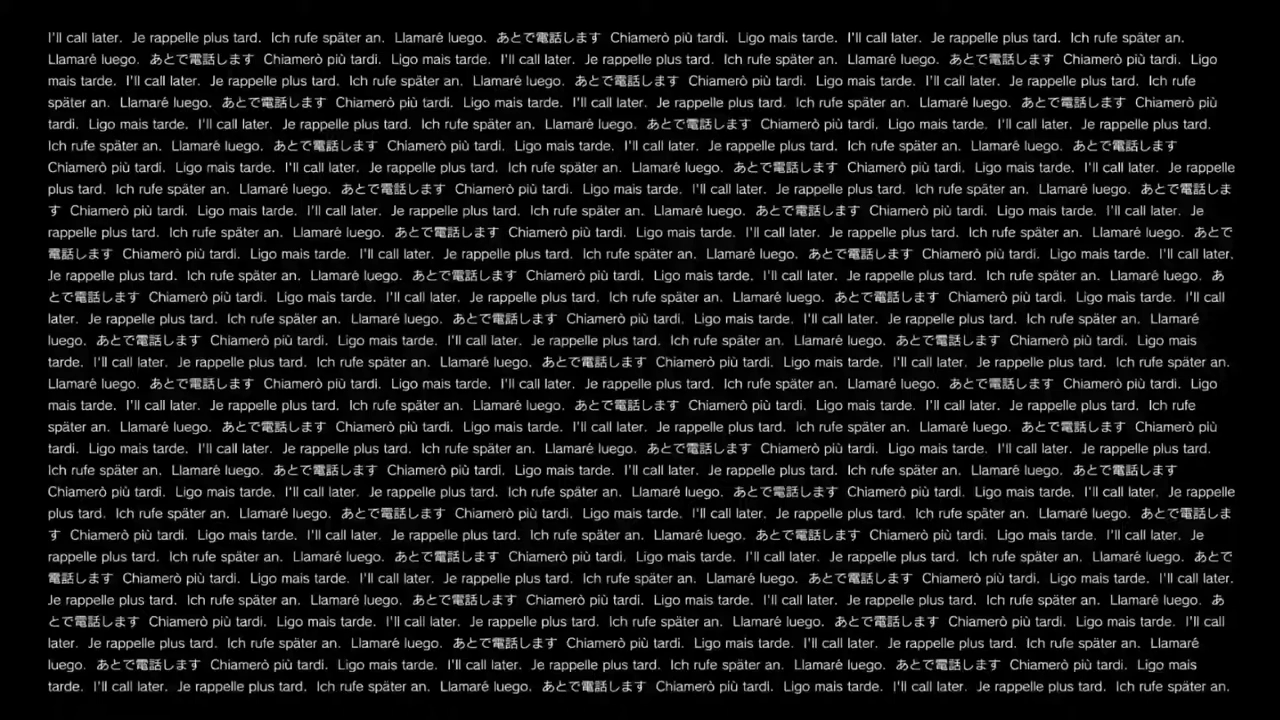 I'll call later. Je rappelle plus tard. Ich rufe später an. Llamaré luego. あとで電話します Chiamerò più tardi. Ligo mais tarde. I'll call later. Je rappelle plus tard. Ich rufe später an.
Llamaré luego. あとで電話します Chiamerò più tardi. Ligo mais tarde. I'll call later. Je rappelle plus tard. Ich rufe später an. Llamaré luego. あとで電話します Chiamerò più tardi. Ligo
mais tarde. I'll call later. Je rappelle plus tard. Ich rufe später an. Llamaré luego. あとで電話します Chiamerò più tardi. Ligo mais tarde. I'll call later. Je rappelle plus tard. Ich rufe
später an. Llamaré luego. あとで電話します Chiamerò più tardi. Ligo mais tarde. I'll call later. Je rappelle plus tard. Ich rufe später an. Llamaré luego. あとで電話します Chiamerò più
tardi. Ligo mais tarde. I'll call later. Je rappelle plus tard. Ich rufe später an. Llamaré luego. あとで電話します Chiamerò più tardi. Ligo mais tarde. I'll call later. Je rappelle plus tard.
Ich rufe später an. Llamaré luego. あとで電話します Chiamerò più tardi. Ligo mais tarde. I'll call later. Je rappelle plus tard. Ich rufe später an. Llamaré luego. あとで電話します
Chiamerò più tardi. Ligo mais tarde. I'll call later. Je rappelle plus tard. Ich rufe später an. Llamaré luego. あとで電話します Chiamerò più tardi. Ligo mais tarde. I'll call later. Je rappelle
plus tard. Ich rufe später an. Llamaré luego. あとで電話します Chiamerò più tardi. Ligo mais tarde. I'll call later. Je rappelle plus tard. Ich rufe später an. Llamaré luego. あとで電話しま
す Chiamerò più tardi. Ligo mais tarde. I'll call later. Je rappelle plus tard. Ich rufe später an. Llamaré luego. あとで電話します Chiamerò più tardi. Ligo mais tarde. I'll call later. Je
rappelle plus tard. Ich rufe später an. Llamaré luego. あとで電話します Chiamerò più tardi. Ligo mais tarde. I'll call later. Je rappelle plus tard. Ich rufe später an. Llamaré luego. あとで
電話します Chiamerò più tardi. Ligo mais tarde. I'll call later. Je rappelle plus tard. Ich rufe später an. Llamaré luego. あとで電話します Chiamerò più tardi. Ligo mais tarde. I'll call later.
Je rappelle plus tard. Ich rufe später an. Llamaré luego. あとで電話します Chiamerò più tardi. Ligo mais tarde. I'll call later. Je rappelle plus tard. Ich rufe später an. Llamaré luego. あ
とで電話します Chiamerò più tardi. Ligo mais tarde. I'll call later. Je rappelle plus tard. Ich rufe später an. Llamaré luego. あとで電話します Chiamerò più tardi. Ligo mais tarde. I'll call
later. Je rappelle plus tard. Ich rufe später an. Llamaré luego. あとで電話します Chiamerò più tardi. Ligo mais tarde. I'll call later. Je rappelle plus tard. Ich rufe später an. Llamaré
luego. あとで電話します Chiamerò più tardi. Ligo mais tarde. I'll call later. Je rappelle plus tard. Ich rufe später an. Llamaré luego. あとで電話します Chiamerò più tardi. Ligo mais
tarde. I'll call later. Je rappelle plus tard. Ich rufe später an. Llamaré luego. あとで電話します Chiamerò più tardi. Ligo mais tarde. I'll call later. Je rappelle plus tard. Ich rufe später an.
Llamaré luego. あとで電話します Chiamerò più tardi. Ligo mais tarde. I'll call later. Je rappelle plus tard. Ich rufe später an. Llamaré luego. あとで電話します Chiamerò più tardi. Ligo
mais tarde. I'll call later. Je rappelle plus tard. Ich rufe später an. Llamaré luego. あとで電話します Chiamerò più tardi. Ligo mais tarde. I'll call later. Je rappelle plus tard. Ich rufe
später an. Llamaré luego. あとで電話します Chiamerò più tardi. Ligo mais tarde. I'll call later. Je rappelle plus tard. Ich rufe später an. Llamaré luego. あとで電話します Chiamerò più
tardi. Ligo mais tarde. I'll call later. Je rappelle plus tard. Ich rufe später an. Llamaré luego. あとで電話します Chiamerò più tardi. Ligo mais tarde. I'll call later. Je rappelle plus tard.
Ich rufe später an. Llamaré luego. あとで電話します Chiamerò più tardi. Ligo mais tarde. I'll call later. Je rappelle plus tard. Ich rufe später an. Llamaré luego. あとで電話します
Chiamerò più tardi. Ligo mais tarde. I'll call later. Je rappelle plus tard. Ich rufe später an. Llamaré luego. あとで電話します Chiamerò più tardi. Ligo mais tarde. I'll call later. Je rappelle
plus tard. Ich rufe später an. Llamaré luego. あとで電話します Chiamerò più tardi. Ligo mais tarde. I'll call later. Je rappelle plus tard. Ich rufe später an. Llamaré luego. あとで電話しま
す Chiamerò più tardi. Ligo mais tarde. I'll call later. Je rappelle plus tard. Ich rufe später an. Llamaré luego. あとで電話します Chiamerò più tardi. Ligo mais tarde. I'll call later. Je
rappelle plus tard. Ich rufe später an. Llamaré luego. あとで電話します Chiamerò più tardi. Ligo mais tarde. I'll call later. Je rappelle plus tard. Ich rufe später an. Llamaré luego. あとで
電話します Chiamerò più tardi. Ligo mais tarde. I'll call later. Je rappelle plus tard. Ich rufe später an. Llamaré luego. あとで電話します Chiamerò più tardi. Ligo mais tarde. I'll call later.
Je rappelle plus tard. Ich rufe später an. Llamaré luego. あとで電話します Chiamerò più tardi. Ligo mais tarde. I'll call later. Je rappelle plus tard. Ich rufe später an. Llamaré luego. あ
とで電話します Chiamerò più tardi. Ligo mais tarde. I'll call later. Je rappelle plus tard. Ich rufe später an. Llamaré luego. あとで電話します Chiamerò più tardi. Ligo mais tarde. I'll call
later. Je rappelle plus tard. Ich rufe später an. Llamaré luego. あとで電話します Chiamerò più tardi. Ligo mais tarde. I'll call later. Je rappelle plus tard. Ich rufe später an. Llamaré
luego. あとで電話します Chiamerò più tardi. Ligo mais tarde. I'll call later. Je rappelle plus tard. Ich rufe später an. Llamaré luego. あとで電話します Chiamerò più tardi. Ligo mais
tarde. I'll call later. Je rappelle plus tard. Ich rufe später an. Llamaré luego. あとで電話します Chiamerò più tardi. Ligo mais tarde. I'll call later. Je rappelle plus tard. Ich rufe später an.